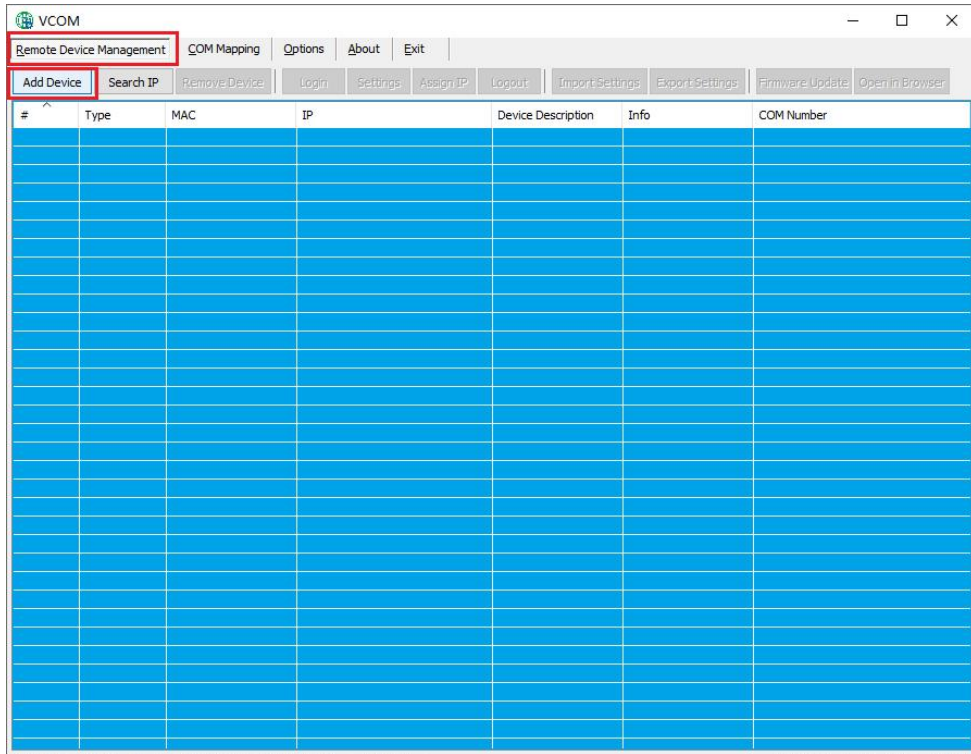 VCOM
Remote Device Management COM Mapping Options About Exit
Add Device Search IP Remove Device Login Settings Assign IP Logout Import Settings Export Settings Firmware Update Open in Browser
# Type MAC IP Device Description Info COM Number